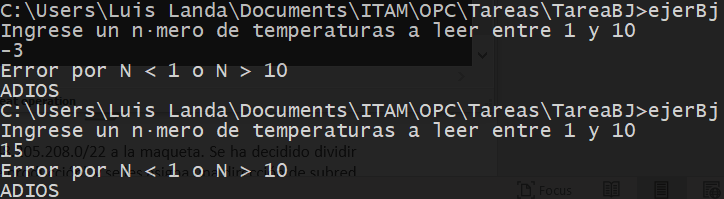 C:\Users\Luis Landa\Documents\ITAM\OPC\Tareas\TareaBJ>ejerBj
Ingrese un n·mero de temperaturas a leer entre 1 y 10
-3
Error por N < 1 o N > 10
ADIOS
C:\Users\Luis Landa\Documents\ITAM\OPC\Tareas\TareaBJ>ejerBj
Ingrese un n·mero de temperaturas a leer entre 1 y 10
15
05.208.0/22 a la maqueta. Se ha decidido dividir
Error por N < 1 o N > 10
ADIOS
Focus